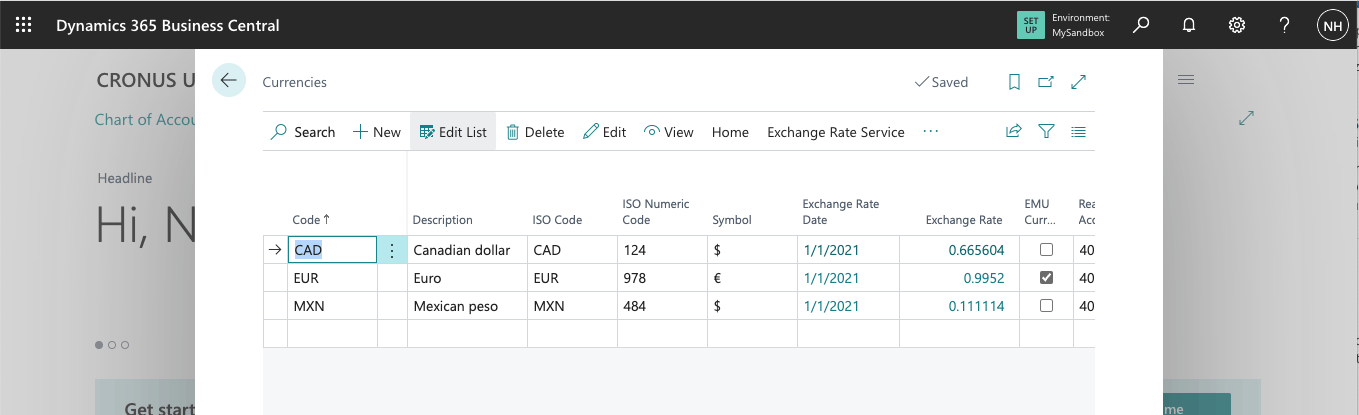 Dynamics 365 Business Central
SET UP
Environment:
MySandbox
?
NH
CRONUS U
Currencies
Saved
Chart of Accou
Search + New Edit List Delete Edit View Home Exchange Rate Service ...
Headline
Hi, N
Code ↑ Description ISO Code ISO Numeric Code Symbol Exchange Rate Date Exchange Rate EMU Curr... Rea Acc
→ CAD Canadian dollar CAD 124 $ 1/1/2021 0.665604 40
EUR Euro EUR 978 € 1/1/2021 0.9952 40
MXN Mexican peso MXN 484 $ 1/1/2021 0.111114 40
Get start
me